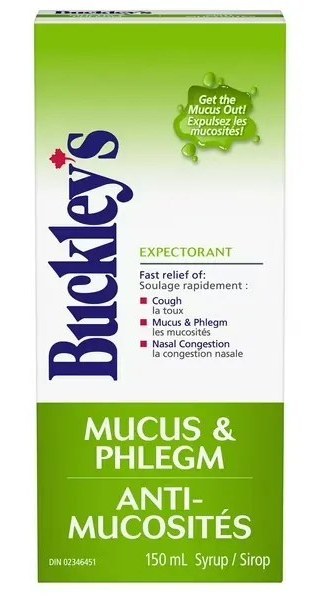 Buckley's
Get the
Mucus Out!
Expulsez les
mucosités!
Buckley's
EXPECTORANT
Fast relief of:
Soulage rapidement :
Cough
la toux
Mucus & Phlegm
les mucosités
Nasal Congestion
la congestion nasale
MUCUS &
PHLEGM
ANTI-
MUCOSITÉS
DIN 02346451
150 mL Syrup / Sirop